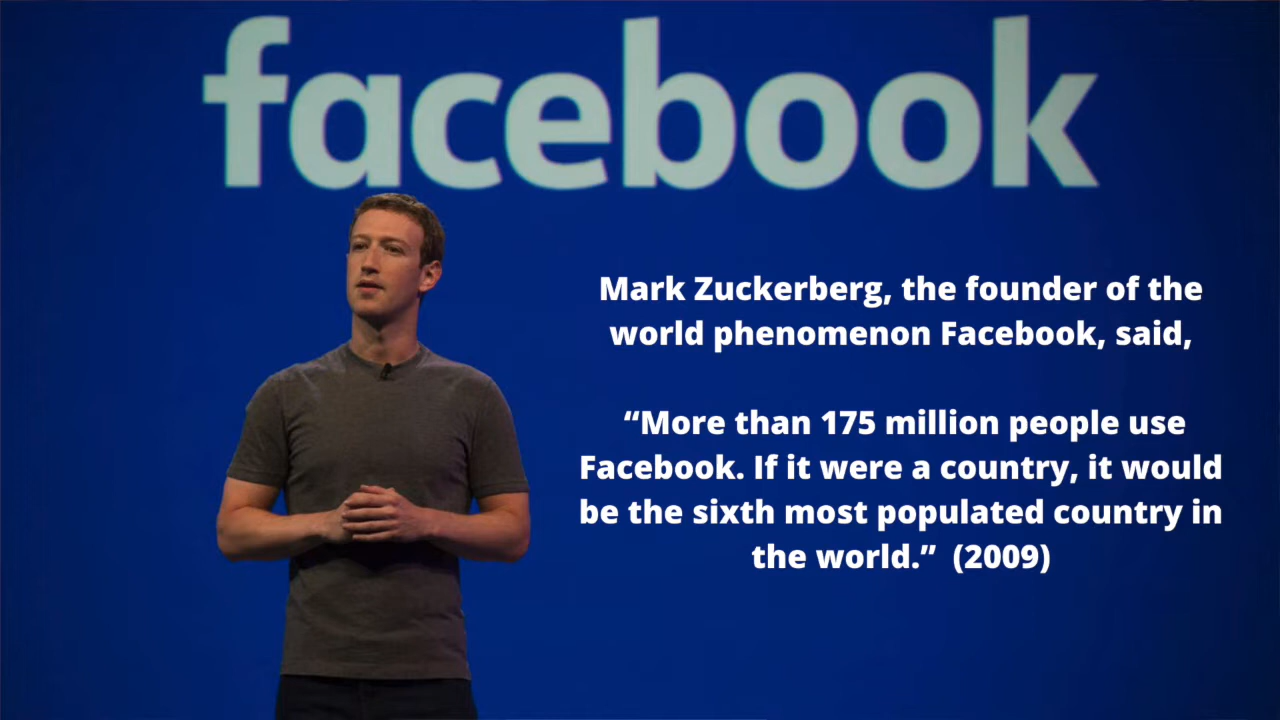 facebook
Mark Zuckerberg, the founder of the
world phenomenon Facebook, said,
“More than 175 million people use
Facebook. If it were a country, it would
be the sixth most populated country in
the world.”  (2009)